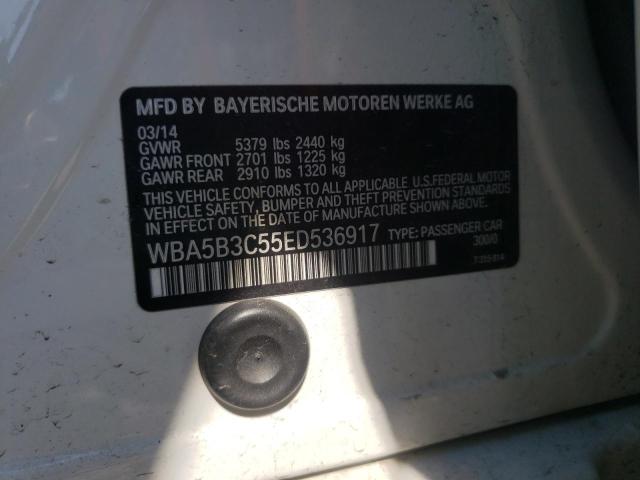 MFD BY BAYERISCHE MOTOREN WERKE AG
03/14
GVWR 5379 lbs 2440 kg
GAWR FRONT 2701 lbs 1225 kg
GAWR REAR 2910 lbs 1320 kg
THIS VEHICLE CONFORMS TO ALL APPLICABLE U.S.FEDERAL MOTOR
VEHICLE SAFETY, BUMPER AND THEFT PREVENTION STANDARDS
IN EFFECT ON THE DATE OF MANUFACTURE SHOWN ABOVE.
WBA5B3C55ED536917 TYPE: PASSENGER CAR
300/0